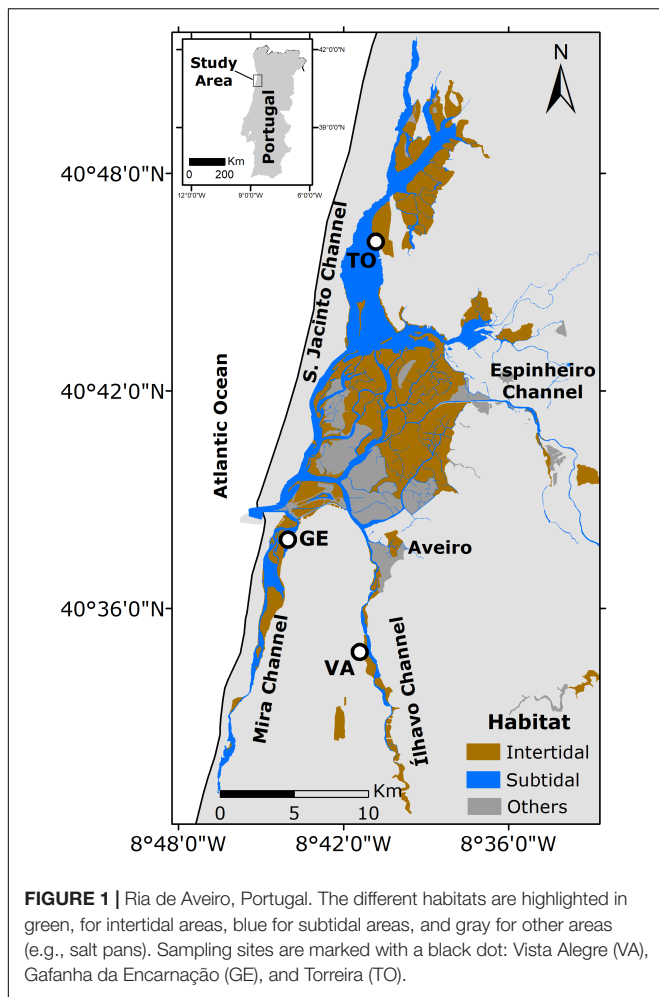 42°0'0"N
Study
Area
Portugal
39°0'0"N
Km
0 200
12°0'0"W 9°0'0"W 6°0'0"W
N
40°48'0"N
TO
S. Jacinto Channel
Espinheiro
Channel
40°42'0"N
Atlantic Ocean
GE
Aveiro
40°36'0"N
VA
Mira Channel
Ílhavo Channel
Habitat
Intertidal
Subtidal
Others
Km
0 5 10
8°48'0"W 8°42'0"W 8°36'0"W
FIGURE 1 | Ria de Aveiro, Portugal. The different habitats are highlighted in
green, for intertidal areas, blue for subtidal areas, and gray for other areas
(e.g., salt pans). Sampling sites are marked with a black dot: Vista Alegre (VA),
Gafanha da Encarnação (GE), and Torreira (TO).